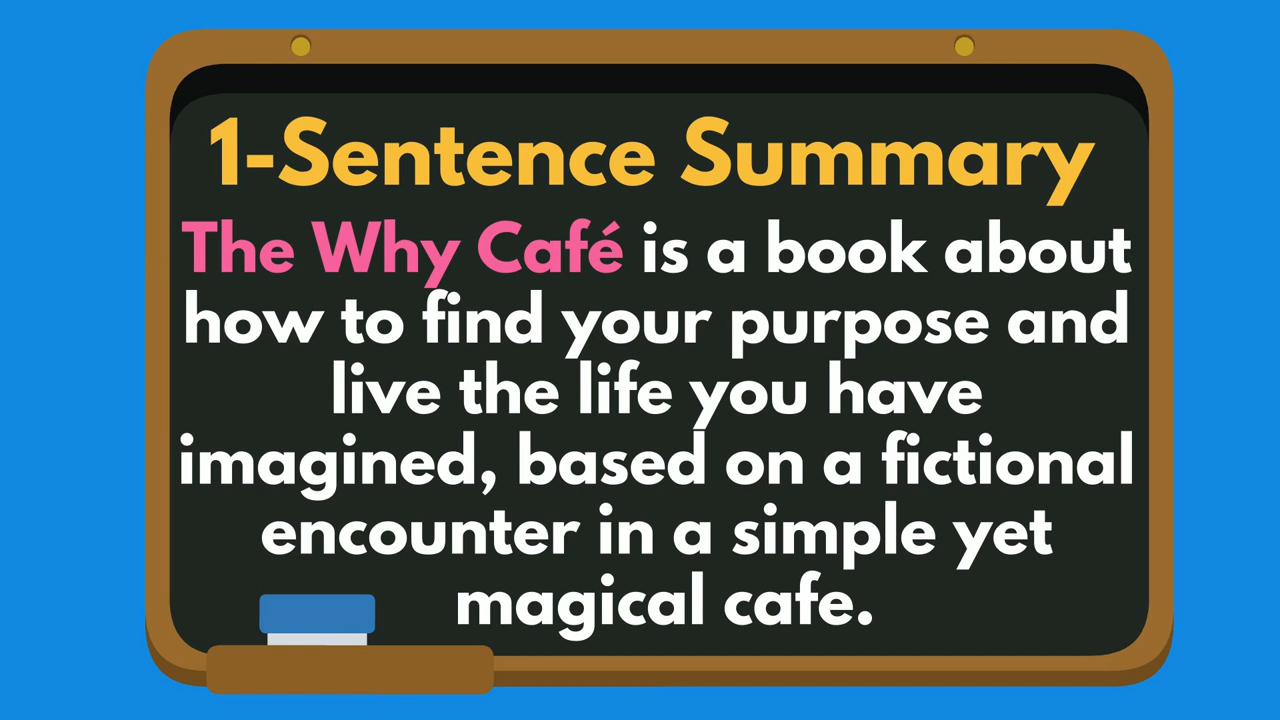 1-Sentence Summary
The Why Café is a book about
how to find your purpose and
live the life you have
imagined, based on a fictional
encounter in a simple yet
magical cafe.